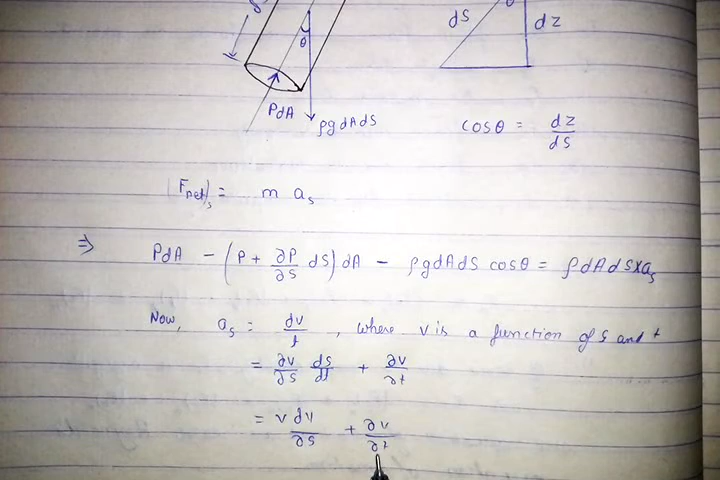 dS
θ
dz
θ
PdA
ρgdAdS
cosθ = dz/dS
Fnet)s = m as
⇒ PdA - (P + ∂P/∂S dS) dA - ρgdAdS cosθ = ρdAdS×as
Now, as = dv/t, where v is a function of s and t
= ∂v/∂S dS/dt + ∂v/∂t
= v dv/∂S + ∂v/∂t